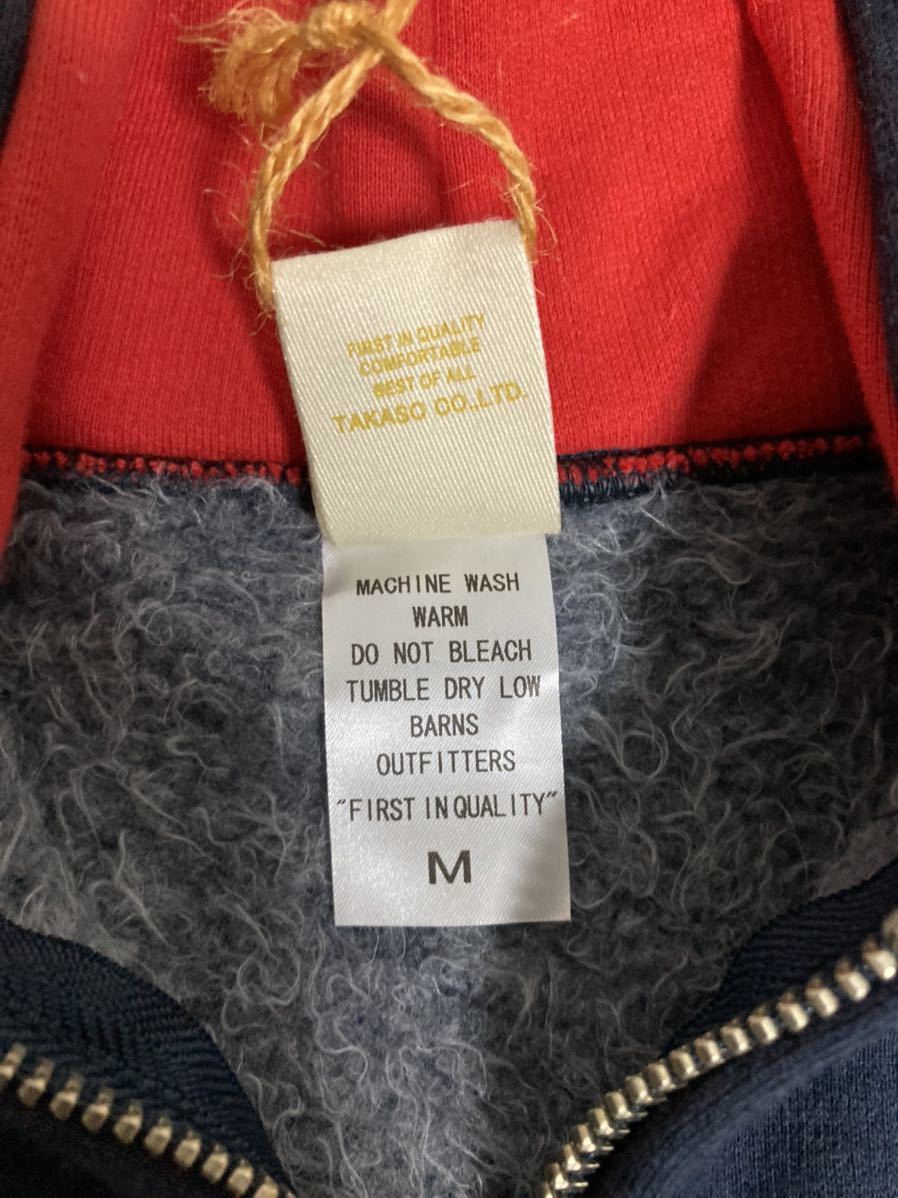 FIRST IN QUALITY
COMFORTABLE
BEST OF ALL
TAKASO CO.,LTD.
MACHINE WASH
WARM
DO NOT BLEACH
TUMBLE DRY LOW
BARNS
OUTFITTERS
"FIRST IN QUALITY"
M